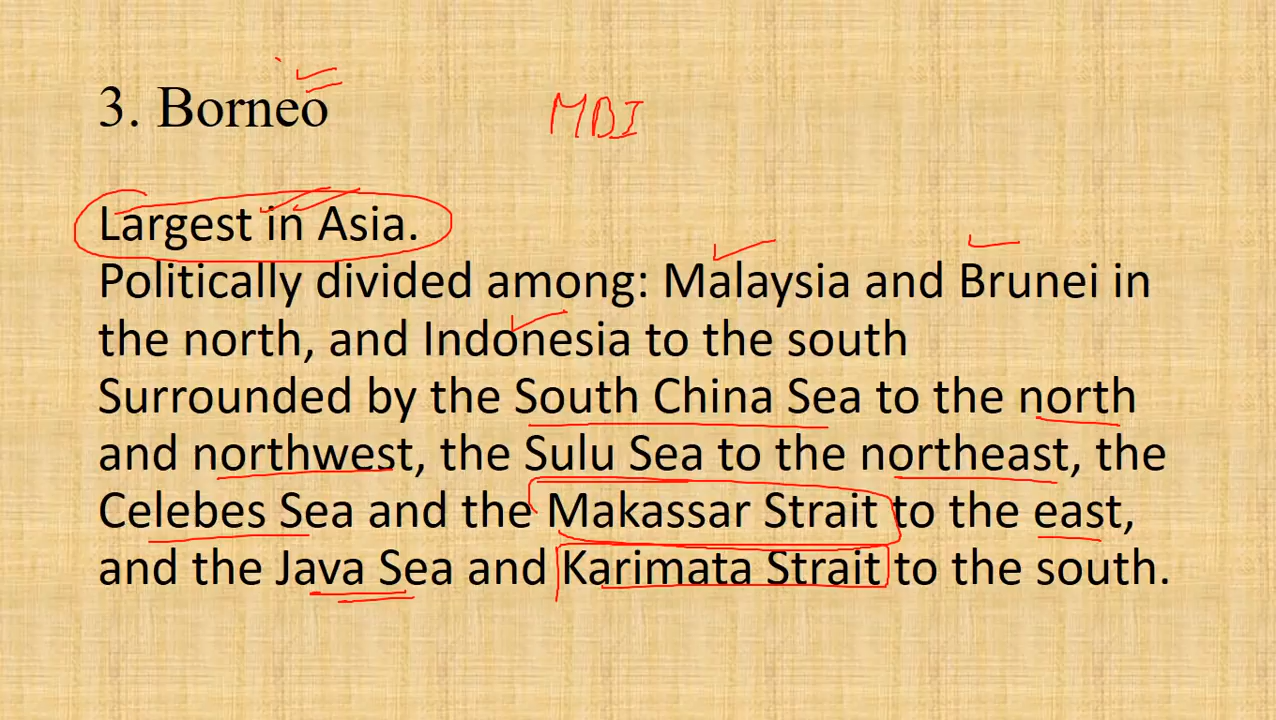 3. Borneo
MBI
Largest in Asia.
Politically divided among: Malaysia and Brunei in
the north, and Indonesia to the south
Surrounded by the South China Sea to the north
and northwest, the Sulu Sea to the northeast, the
Celebes Sea and the Makassar Strait to the east,
and the Java Sea and Karimata Strait to the south.